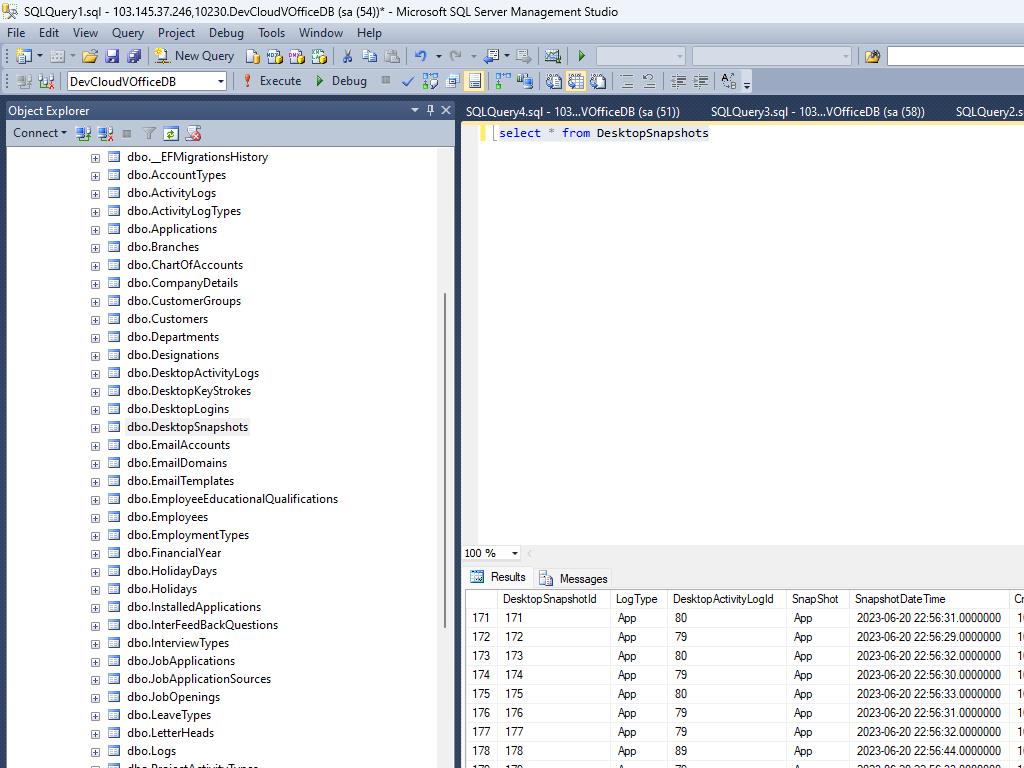 SQLQuery1.sql - 103.145.37.246,10230.DevCloudVOfficeDB (sa (54))* - Microsoft SQL Server Management Studio
File Edit View Query Project Debug Tools Window Help
New Query
DevCloudVOfficeDB Execute Debug
Object Explorer
Connect
dbo.__EFMigrationsHistory
dbo.AccountTypes
dbo.ActivityLogs
dbo.ActivityLogTypes
dbo.Applications
dbo.Branches
dbo.ChartOfAccounts
dbo.CompanyDetails
dbo.CustomerGroups
dbo.Customers
dbo.Departments
dbo.Designations
dbo.DesktopActivityLogs
dbo.DesktopKeyStrokes
dbo.DesktopLogins
dbo.DesktopSnapshots
dbo.EmailAccounts
dbo.EmailDomains
dbo.EmailTemplates
dbo.EmployeeEducationalQualifications
dbo.Employees
dbo.EmploymentTypes
dbo.FinancialYear
dbo.HolidayDays
dbo.Holidays
dbo.InstalledApplications
dbo.InterFeedBackQuestions
dbo.InterviewTypes
dbo.JobApplications
dbo.JobApplicationSources
dbo.JobOpenings
dbo.LeaveTypes
dbo.LetterHeads
dbo.Logs
dbo.ProjectActivityTypes
SQLQuery4.sql - 103...VOfficeDB (sa (51)) SQLQuery3.sql - 103...VOfficeDB (sa (58)) SQLQuery2.s
select * from DesktopSnapshots
100 %
Results Messages
DesktopSnapshotId LogType DesktopActivityLogId SnapShot SnapshotDateTime
171 171 App 80 App 2023-06-20 22:56:31.0000000
172 172 App 79 App 2023-06-20 22:56:29.0000000
173 173 App 80 App 2023-06-20 22:56:32.0000000
174 174 App 79 App 2023-06-20 22:56:30.0000000
175 175 App 80 App 2023-06-20 22:56:33.0000000
176 176 App 79 App 2023-06-20 22:56:31.0000000
177 177 App 79 App 2023-06-20 22:56:32.0000000
178 178 App 89 App 2023-06-20 22:56:44.0000000